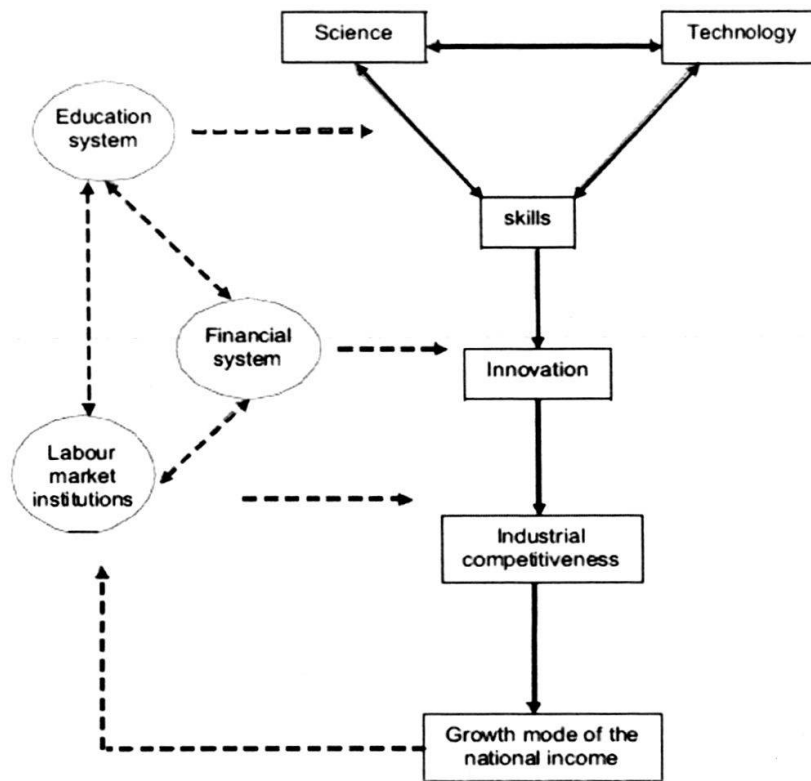 Science
Technology
Education
system
skills
Financial
system
Innovation
Labour
market
institutions
Industrial
competitiveness
Growth mode of the
national income